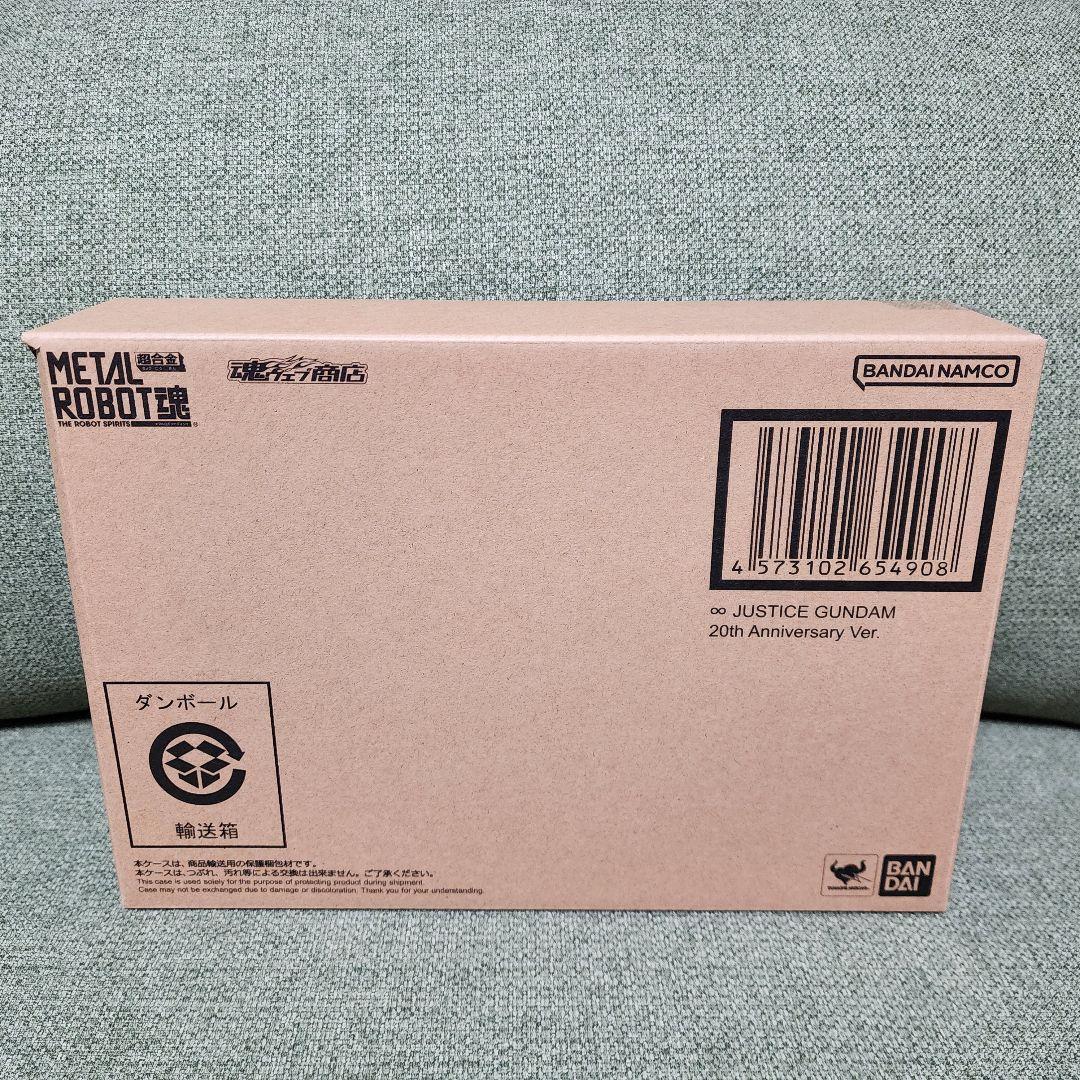 METAL 超合金
ROBOT魂
THE ROBOT SPIRITS
魂ウェブ商店
BANDAI NAMCO
4 573102 654908
∞ JUSTICE GUNDAM
20th Anniversary Ver.
ダンボール
輸送箱
本ケースは、商品輸送用の保護梱包材です。
本ケースは、つぶれ、汚れ等による交換は出来ません。ご了承ください。
This case is used solely for the purpose of protecting product during shipment.
Case may not be exchanged due to damage or discoloration. Thank you for your understanding.
TAMASHII NATIONS
BAN
DAI